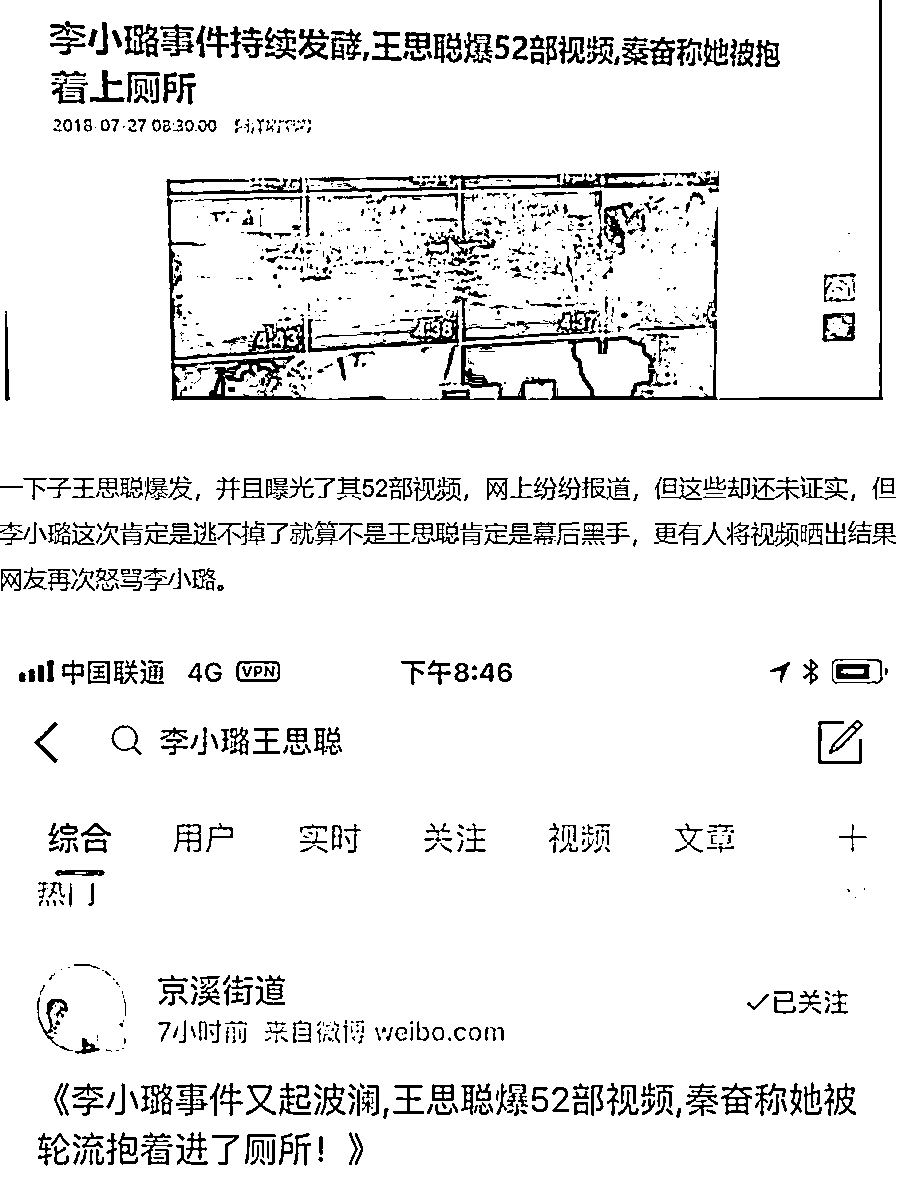 李小璐事件持续发酵,王思聪爆52部视频,秦奋称她被抱
着上厕所
2018-07-27 08:30:00
443
438
437
一下子王思聪爆发，并且曝光了其52部视频，网上纷纷报道，但这些却还未证实，但
李小璐这次肯定是逃不掉了就算不是王思聪肯定是幕后黑手，更有人将视频晒出结果
网友再次怒骂李小璐。
中国联通 4G VPN 下午8:46
李小璐王思聪
综合 用户 实时 关注 视频 文章
热门
京溪街道
✓已关注
7小时前 来自微博 weibo.com
《李小璐事件又起波澜,王思聪爆52部视频,秦奋称她被
轮流抱着进了厕所！》